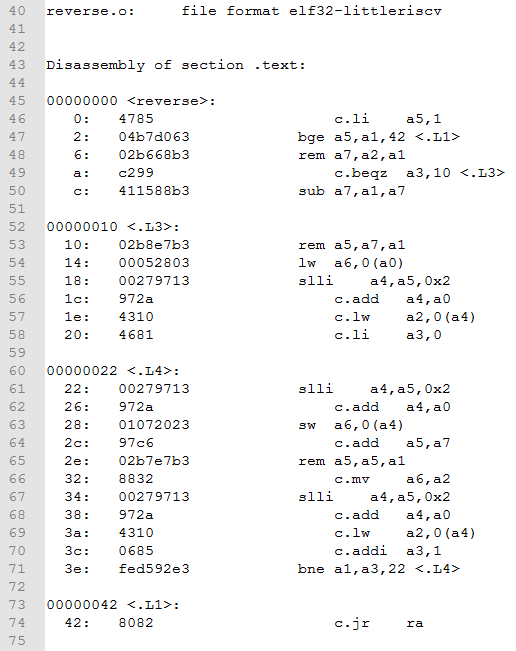 40 reverse.o:     file format elf32-littleriscv
41
42
43 Disassembly of section .text:
44
45 00000000 <reverse>:
46   0:   4785                    c.li    a5,1
47   2:   04b7d063            bge a5,a1,42 <.L1>
48   6:   02b668b3            rem a7,a2,a1
49   a:   c299                    c.beqz  a3,10 <.L3>
50   c:   411588b3            sub a7,a1,a7
51
52 00000010 <.L3>:
53   10:   02b8e7b3            rem a5,a7,a1
54   14:   00052803            lw  a6,0(a0)
55   18:   00279713            slli    a4,a5,0x2
56   1c:   972a                    c.add   a4,a0
57   1e:   4310                    c.lw    a2,0(a4)
58   20:   4681                    c.li    a3,0
59
60 00000022 <.L4>:
61   22:   00279713            slli    a4,a5,0x2
62   26:   972a                    c.add   a4,a0
63   28:   01072023            sw  a6,0(a4)
64   2c:   97c6                    c.add   a5,a7
65   2e:   02b7e7b3            rem a5,a5,a1
66   32:   8832                    c.mv    a6,a2
67   34:   00279713            slli    a4,a5,0x2
68   38:   972a                    c.add   a4,a0
69   3a:   4310                    c.lw    a2,0(a4)
70   3c:   0685                    c.addi  a3,1
71   3e:   fed592e3            bne a1,a3,22 <.L4>
72
73 00000042 <.L1>:
74   42:   8082                    c.jr    ra
75